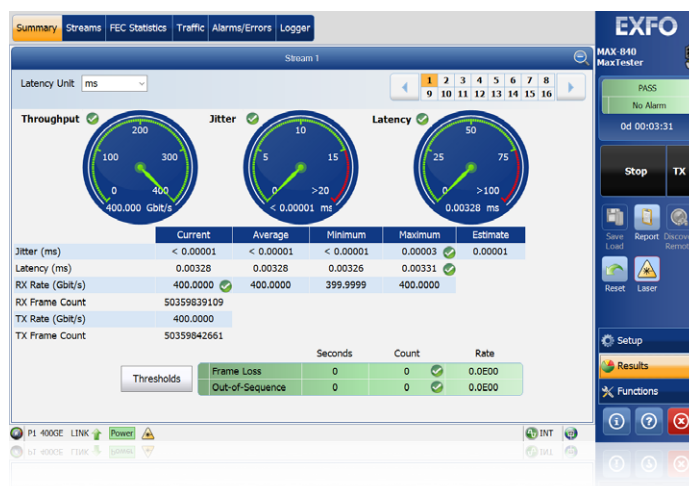 Summary Streams FEC Statistics Traffic Alarms/Errors Logger
EXFO
MAX-840
MaxTester
Stream 1
Latency Unit ms
1 2 3 4 5 6 7 8
9 10 11 12 13 14 15 16
PASS
No Alarm
0d 00:03:31
Throughput
200
100 300
0 400
400.000 Gbit/s
Jitter
10
5 15
0 >20
< 0.00001 ms
Latency
50
25 75
0 >100
0.00328 ms
Stop TX
Save
Load
Report
Reset
Laser
Current Average Minimum Maximum Estimate
Jitter (ms) < 0.00001 < 0.00001 < 0.00001 0.00003 0.00001
Latency (ms) 0.00328 0.00328 0.00326 0.00331
RX Rate (Gbit/s) 400.0000 400.0000 399.9999 400.0000
RX Frame Count 50359839109
TX Rate (Gbit/s) 400.0000
TX Frame Count 50359842661
Seconds Count Rate
Thresholds
Frame Loss 0 0 0.0E00
Out-of-Sequence 0 0 0.0E00
Setup
Results
Functions
P1 400GE LINK Power INT